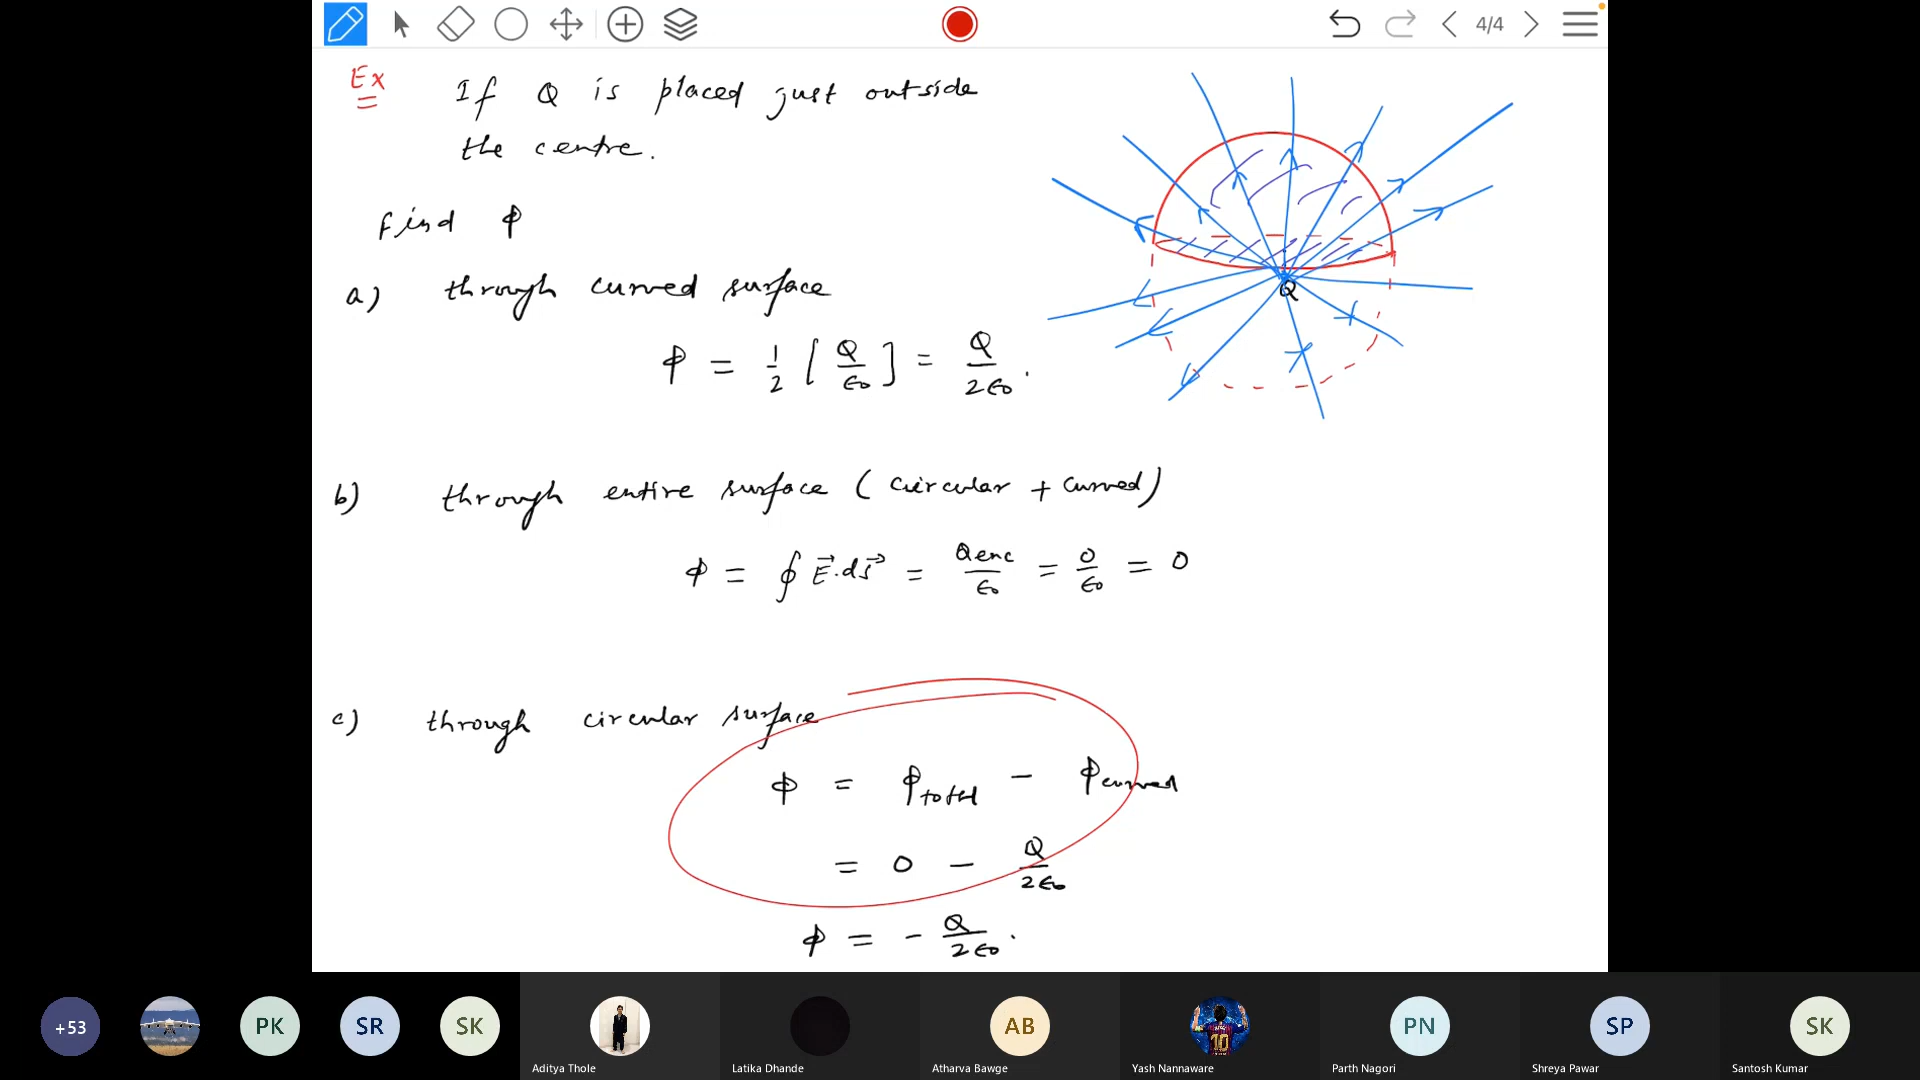 4/4
Ex
If Q is placed just outside
the centre.
Find ϕ
a) through curved surface
ϕ = 1/2 [Q/ϵ0] = Q/2ϵ0.
Q
b) through entire surface (circular + curved)
ϕ = ∮ E⃗.ds⃗ = Qenc/ϵ0 = 0/ϵ0 = 0
c) through circular surface
ϕ = ϕtotal - ϕcurved
= 0 - Q/2ϵ0
ϕ = - Q/2ϵ0.
+53
PK
SR
SK
AB
10
PN
SP
SK
Aditya Thole
Latika Dhande
Atharva Bawge
Yash Nannaware
Parth Nagori
Shreya Pawar
Santosh Kumar